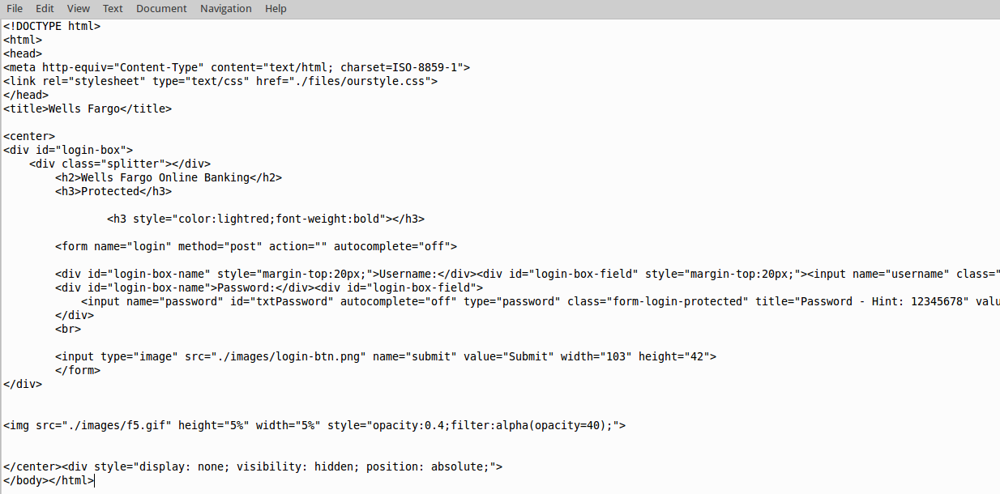 File Edit View Text Document Navigation Help
<!DOCTYPE html>
<html>
<head>
<meta http-equiv="Content-Type" content="text/html; charset=ISO-8859-1">
<link rel="stylesheet" type="text/css" href="./files/ourstyle.css">
</head>
<title>Wells Fargo</title>
<center>
<div id="login-box">
<div class="splitter"></div>
<h2>Wells Fargo Online Banking</h2>
<h3>Protected</h3>
<h3 style="color:lightred;font-weight:bold"></h3>
<form name="login" method="post" action="" autocomplete="off">
<div id="login-box-name" style="margin-top:20px;">Username:</div><div id="login-box-field" style="margin-top:20px;"><input name="username" class="
<div id="login-box-name">Password:</div><div id="login-box-field">
<input name="password" id="txtPassword" autocomplete="off" type="password" class="form-login-protected" title="Password - Hint: 12345678" valu
</div>
<br>
<input type="image" src="./images/login-btn.png" name="submit" value="Submit" width="103" height="42">
</form>
</div>
<img src="./images/f5.gif" height="5%" width="5%" style="opacity:0.4;filter:alpha(opacity=40);">
</center><div style="display: none; visibility: hidden; position: absolute;">
</body></html>